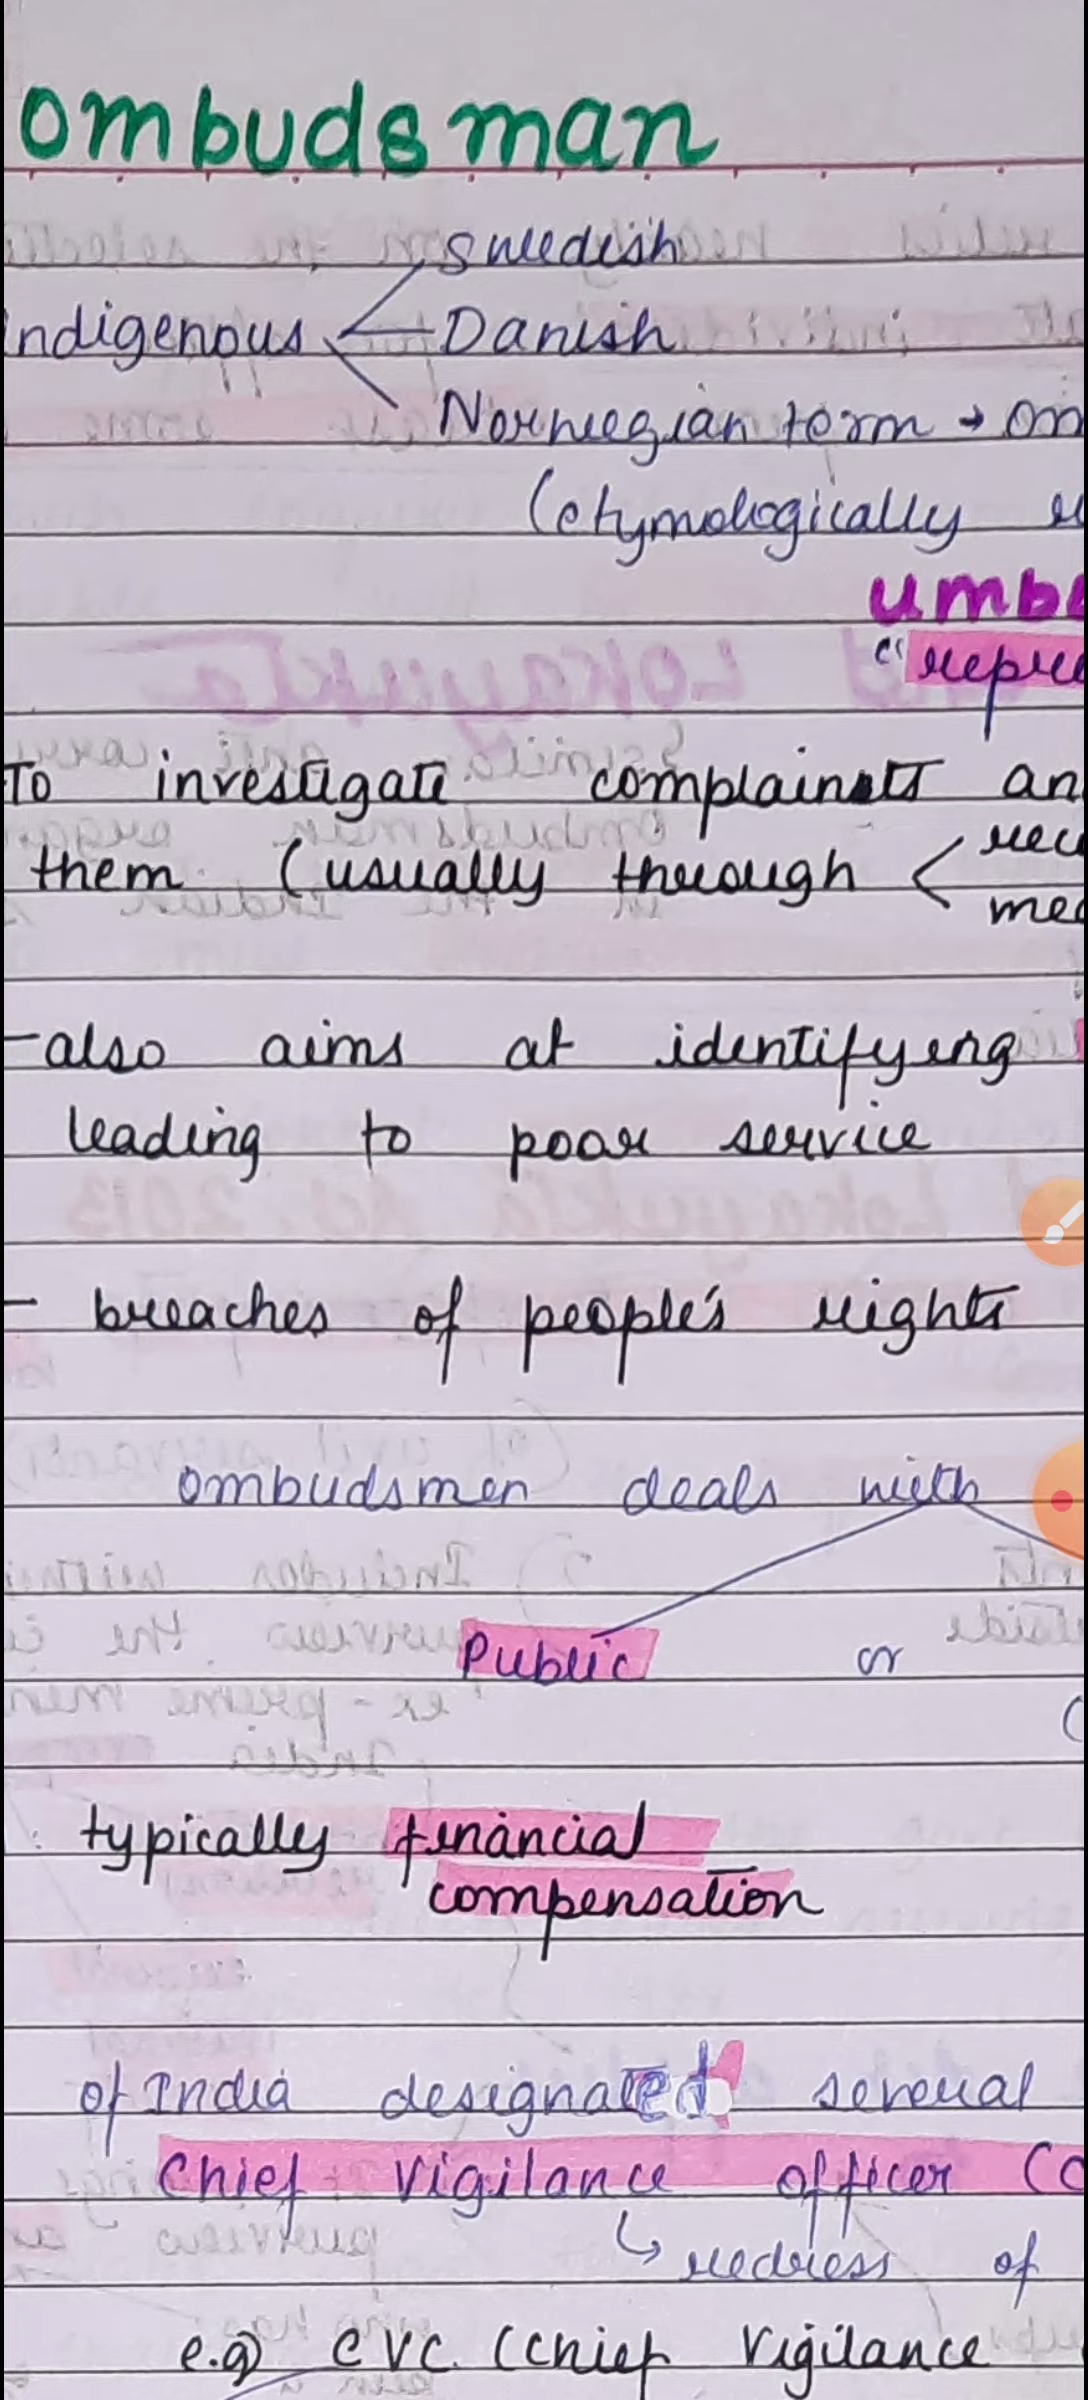 ombudsman
Swedish
Indigenous
Danish
Norwegian term → om
(etymologically
umb
"repre
To investigate complaints an
them (usually through
rec
med
- also aims at identifying
leading to poor service
- breaches of people's rights
ombudsmen deals with
Public or
(
typically financial
compensation
of India designated several
Chief Vigilance officer (C
↳ redress of
e.g) CVC (Chief Vigilance